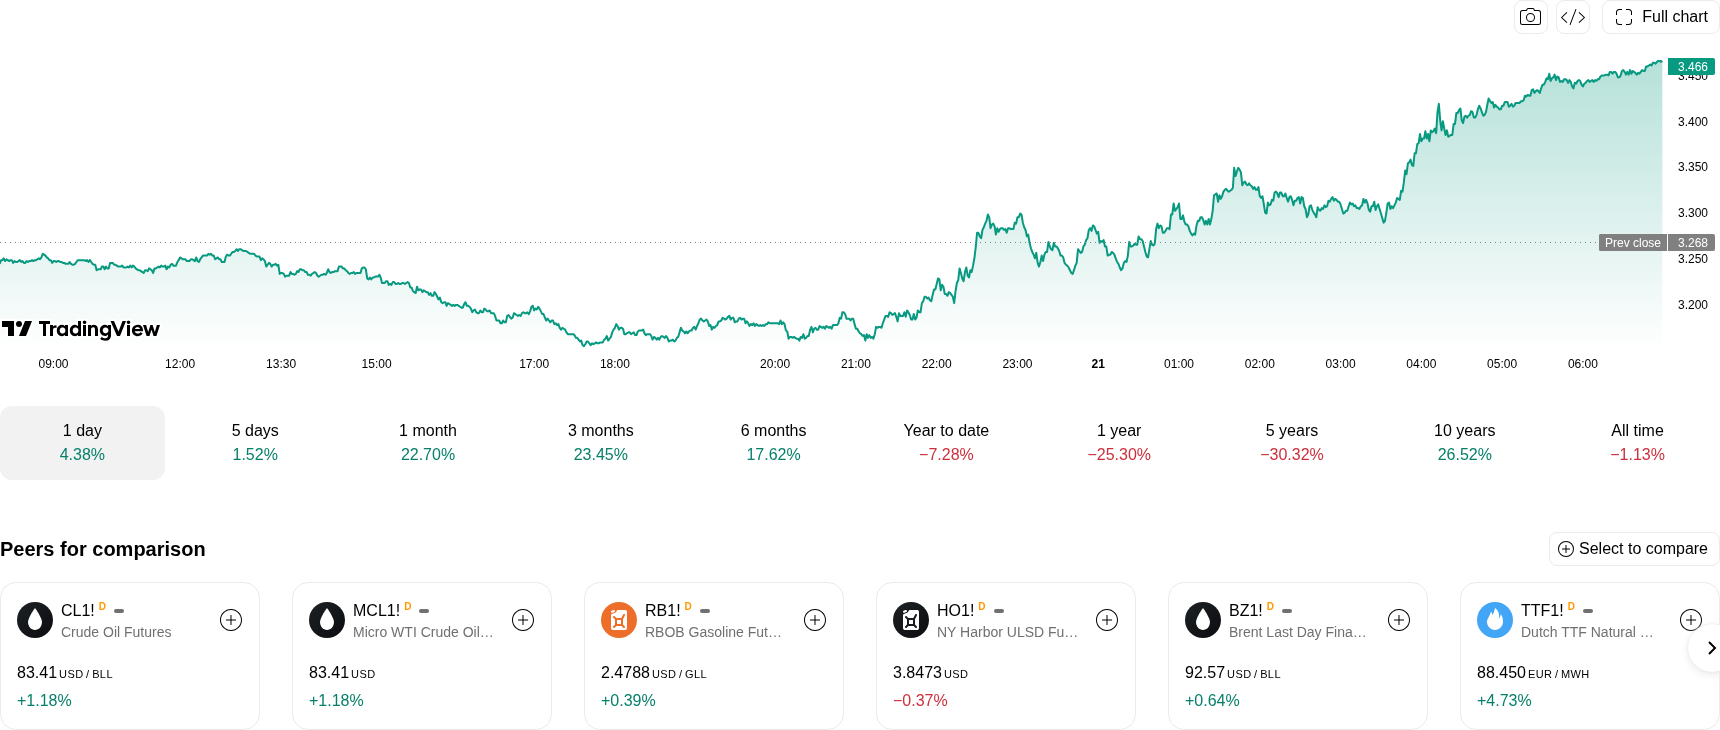 Full chart
3.466
3.450
3.400
3.350
3.300
Prev close 3.268
3.250
3.200
TradingView
09:00 12:00 13:30 15:00 17:00 18:00 20:00 21:00 22:00 23:00 21 01:00 02:00 03:00 04:00 05:00 06:00
1 day 5 days 1 month 3 months 6 months Year to date 1 year 5 years 10 years All time
4.38% 1.52% 22.70% 23.45% 17.62% −7.28% −25.30% −30.32% 26.52% −1.13%
Peers for comparison
Select to compare
CL1! D
Crude Oil Futures
83.41 USD / BLL
+1.18%
MCL1! D
Micro WTI Crude Oil…
83.41 USD
+1.18%
RB1! D
RBOB Gasoline Fut…
2.4788 USD / GLL
+0.39%
HO1! D
NY Harbor ULSD Fu…
3.8473 USD
−0.37%
BZ1! D
Brent Last Day Fina…
92.57 USD / BLL
+0.64%
TTF1! D
Dutch TTF Natural …
88.450 EUR / MWH
+4.73%